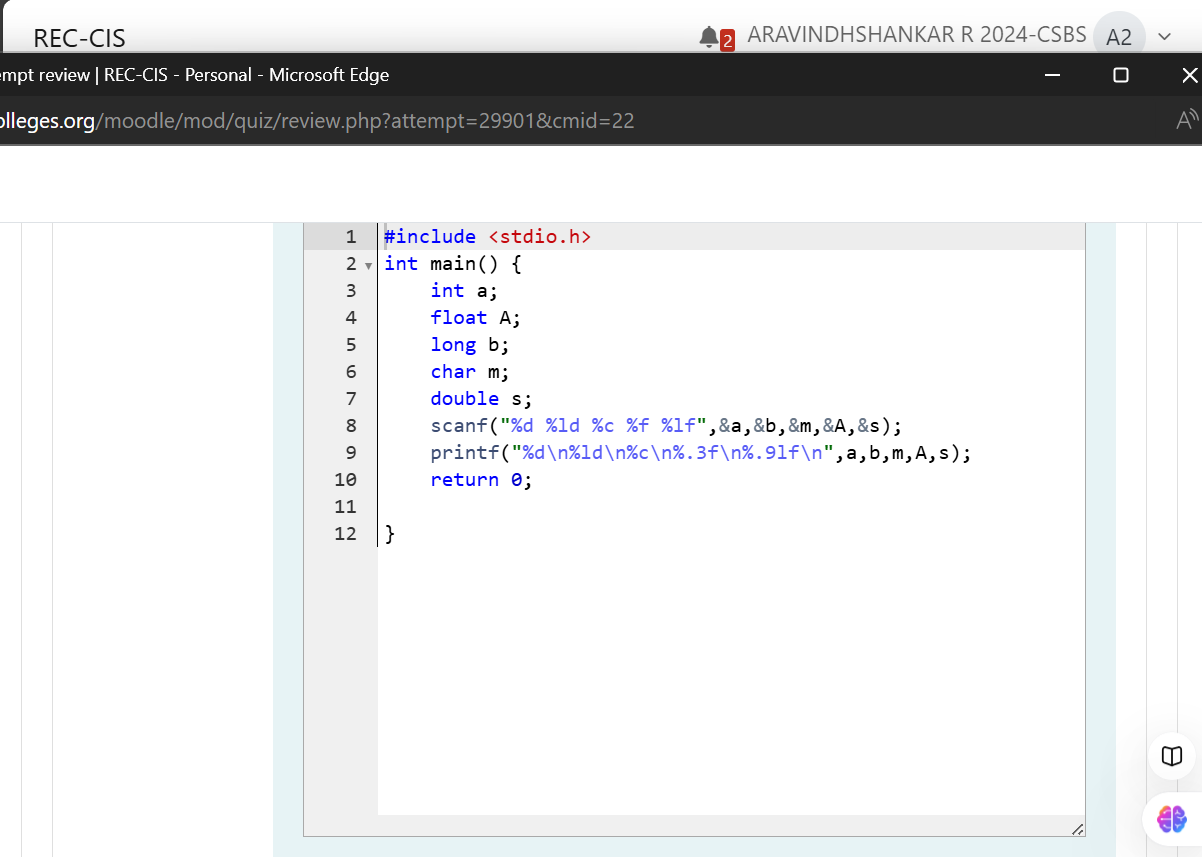 REC-CIS
2 ARAVINDHSHANKAR R 2024-CSBS A2
empt review | REC-CIS - Personal - Microsoft Edge
olleges.org/moodle/mod/quiz/review.php?attempt=29901&cmid=22
1 #include <stdio.h>
2 int main() {
3     int a;
4     float A;
5     long b;
6     char m;
7     double s;
8     scanf("%d %ld %c %f %lf",&a,&b,&m,&A,&s);
9     printf("%d\n%ld\n%c\n%.3f\n%.9lf\n",a,b,m,A,s);
10     return 0;
11
12 }